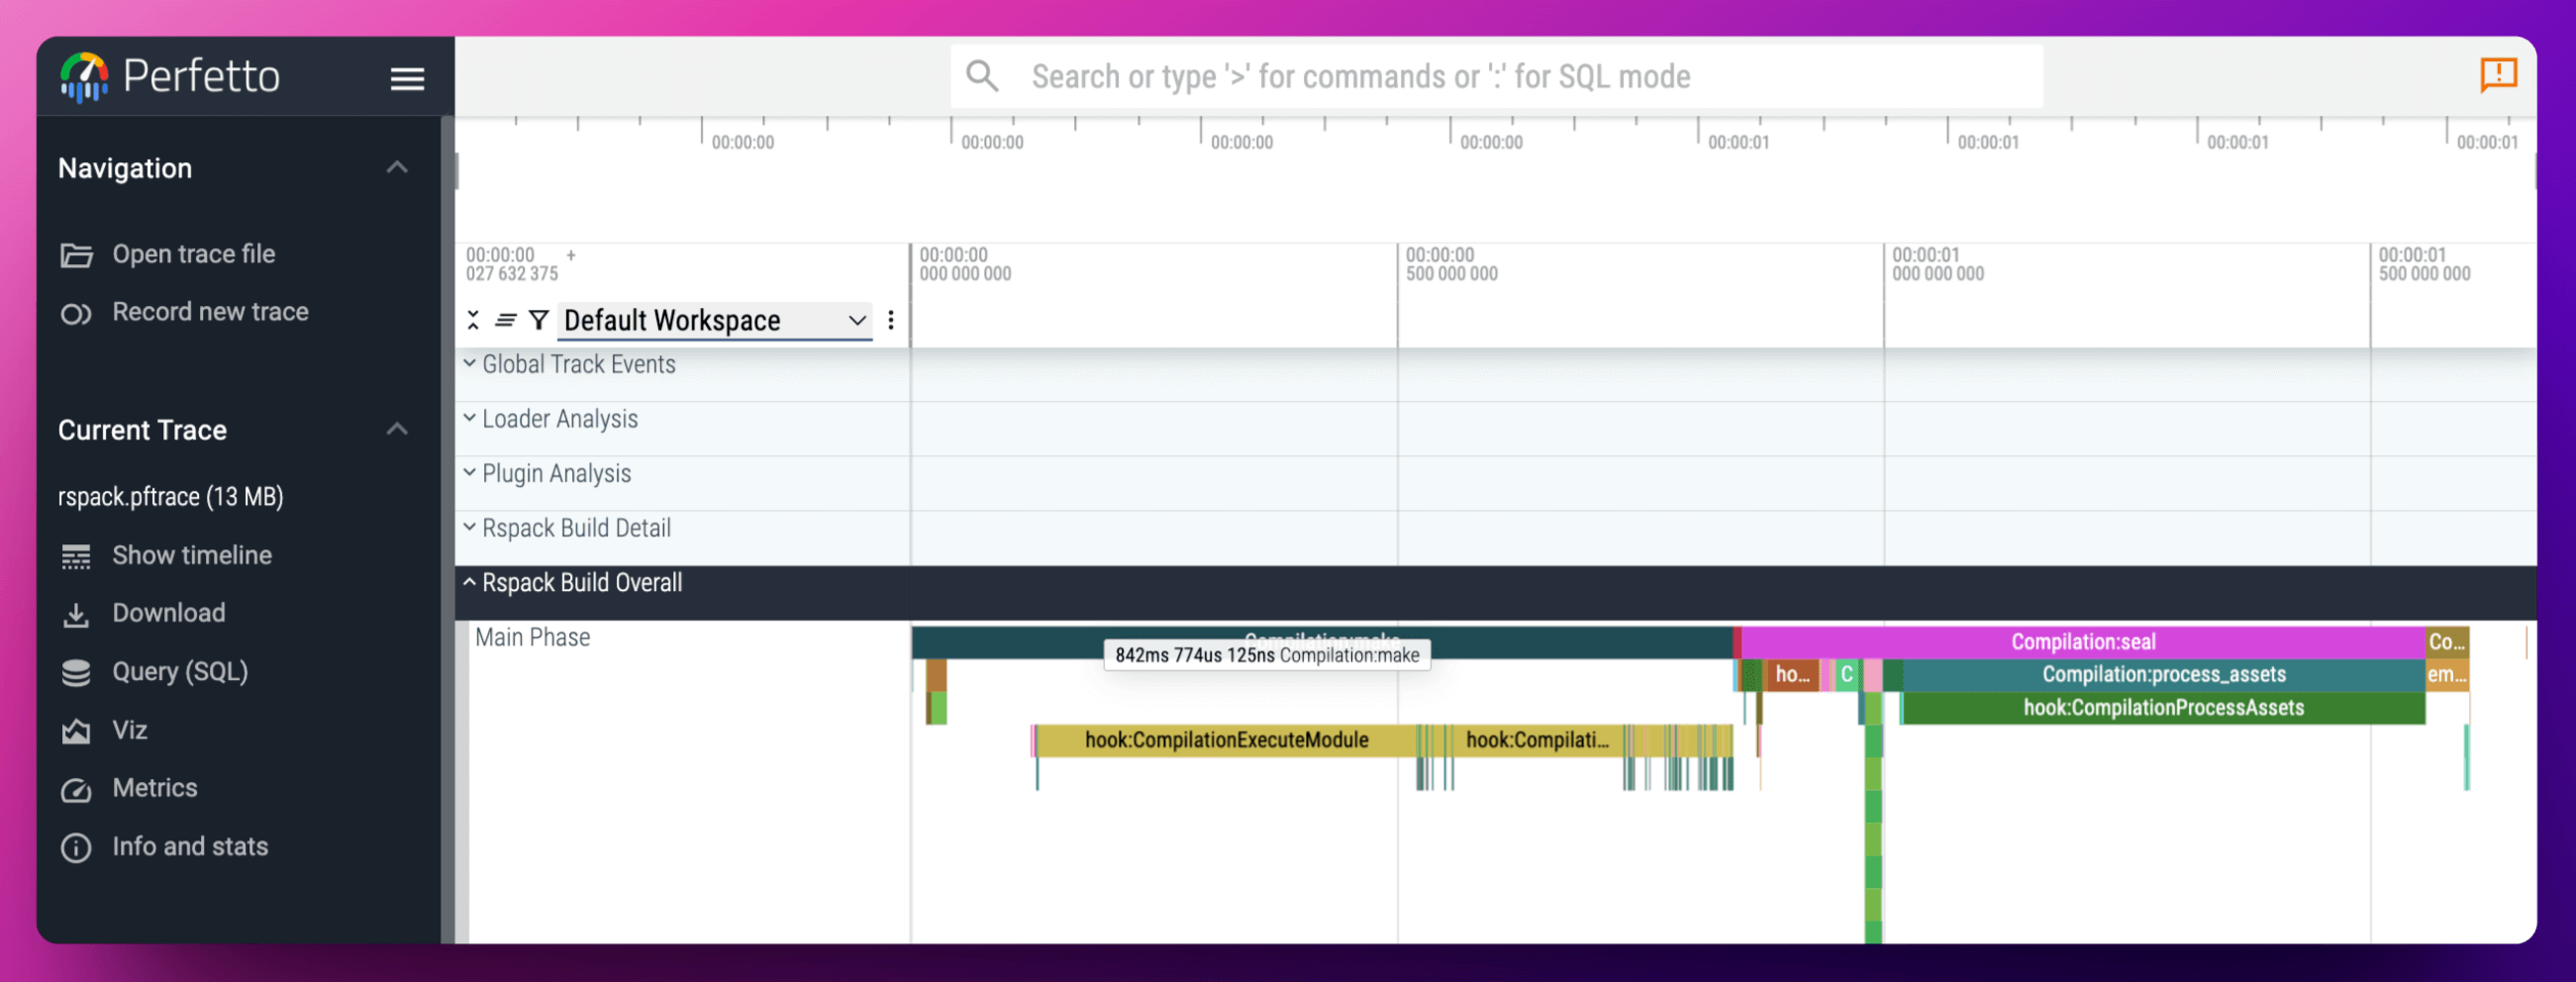 Perfetto
Search or type '>' for commands or ':' for SQL mode
Navigation
Open trace file
Record new trace
Current Trace
rspack.pftrace (13 MB)
Show timeline
Download
Query (SQL)
Viz
Metrics
Info and stats
00:00:00 00:00:00 00:00:00 00:00:00 00:00:01 00:00:01 00:00:01 00:00:01
00:00:00 + 00:00:00 00:00:00 00:00:01 00:00:01
027 632 375 000 000 000 500 000 000 000 000 000 500 000 000
Default Workspace
Global Track Events
Loader Analysis
Plugin Analysis
Rspack Build Detail
Rspack Build Overall
Main Phase
Compilation:make
842ms 774us 125ns Compilation:make
Compilation:seal
Co...
ho...
C
Compilation:process_assets
em...
hook:CompilationProcessAssets
hook:CompilationExecuteModule
hook:Compilati...